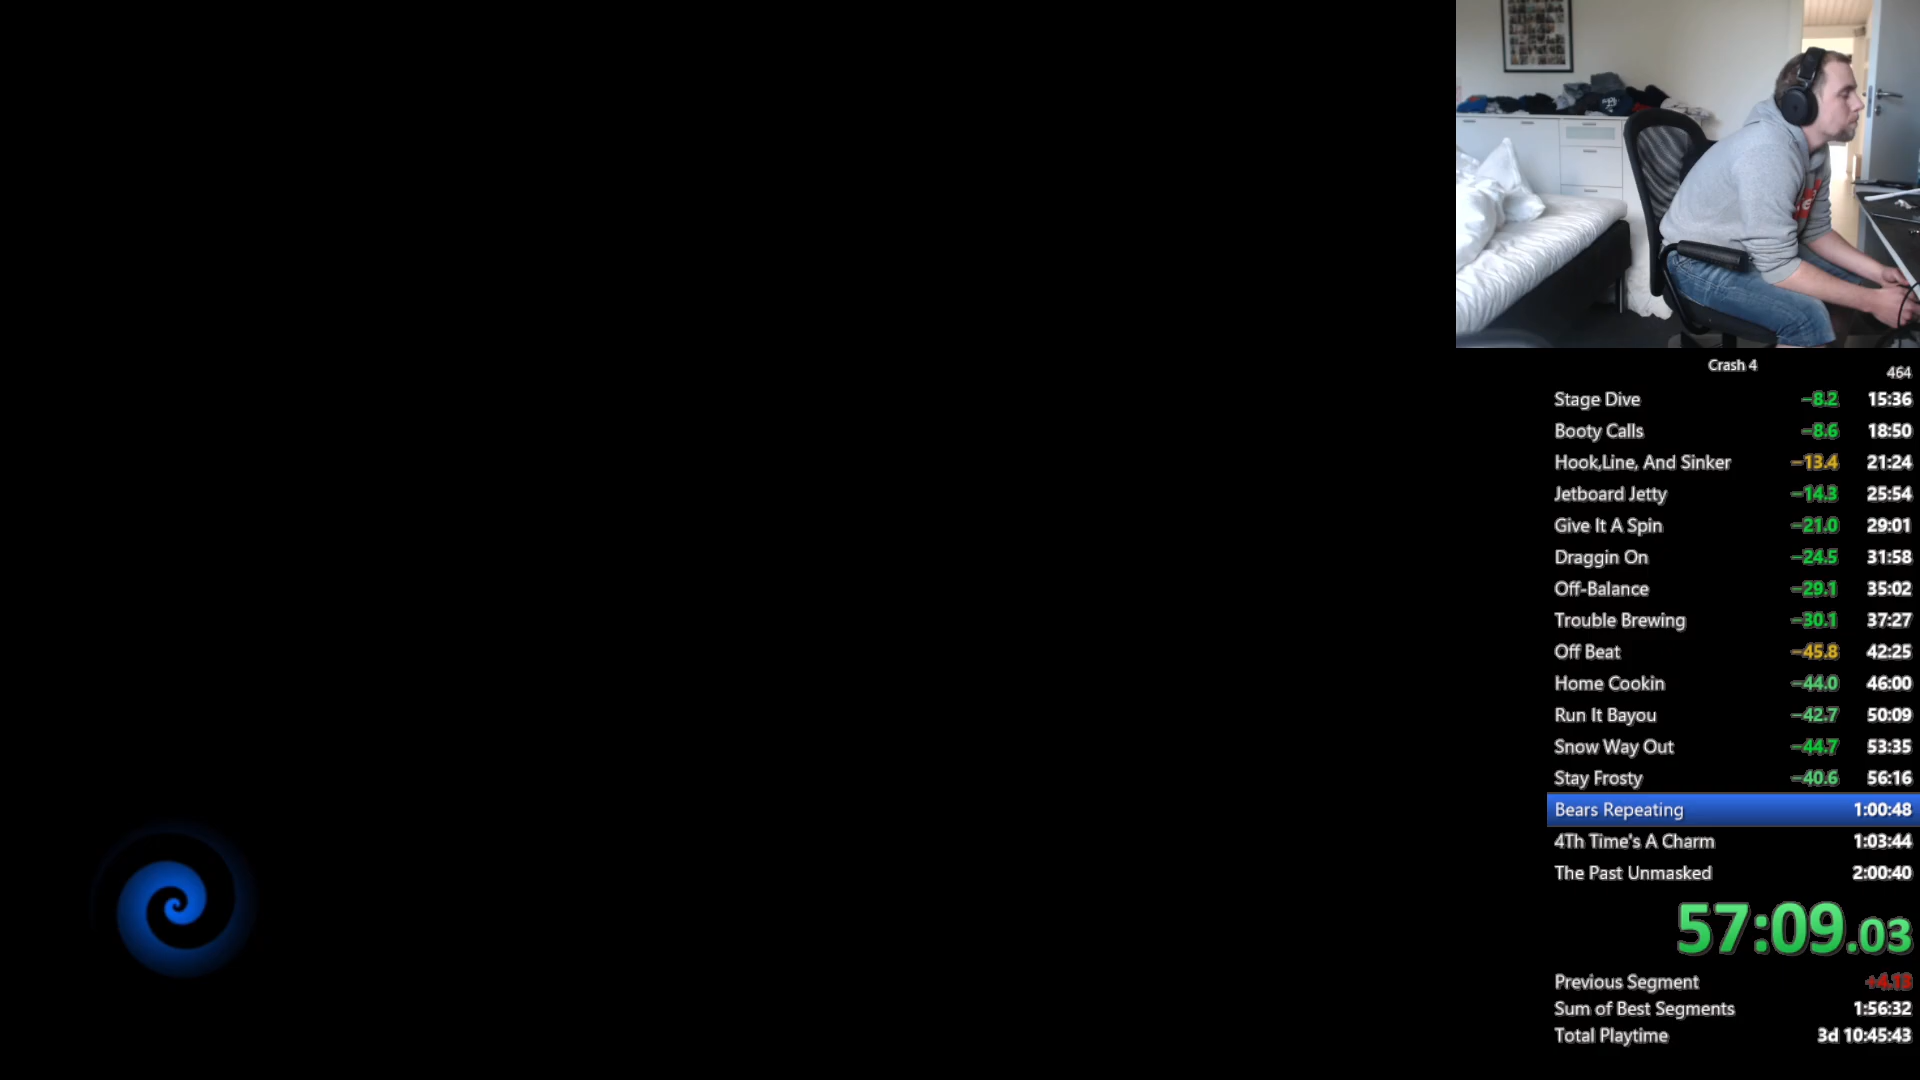 Crash 4
464
Stage Dive -8.2 15:36
Booty Calls -8.6 18:50
Hook,Line, And Sinker -13.4 21:24
Jetboard Jetty -14.3 25:54
Give It A Spin -21.0 29:01
Draggin On -24.5 31:58
Off-Balance -29.1 35:02
Trouble Brewing -30.1 37:27
Off Beat -45.8 42:25
Home Cookin -44.0 46:00
Run It Bayou -42.7 50:09
Snow Way Out -44.7 53:35
Stay Frosty -40.6 56:16
Bears Repeating 1:00:48
4Th Time's A Charm 1:03:44
The Past Unmasked 2:00:40
57:09.03
Previous Segment +4.13
Sum of Best Segments 1:56:32
Total Playtime 3d 10:45:43